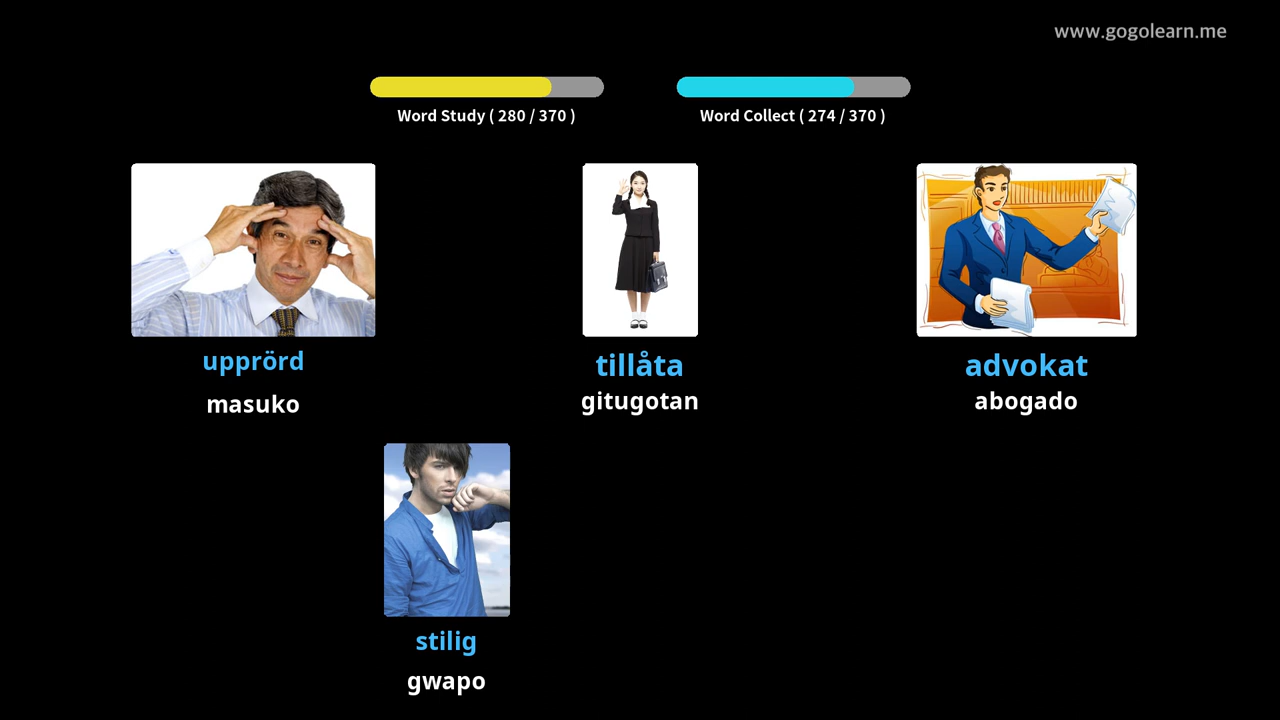 www.gogolearn.me
Word Study ( 280 / 370 )
Word Collect ( 274 / 370 )
upprörd
masuko
tillåta
gitugotan
advokat
abogado
stilig
gwapo